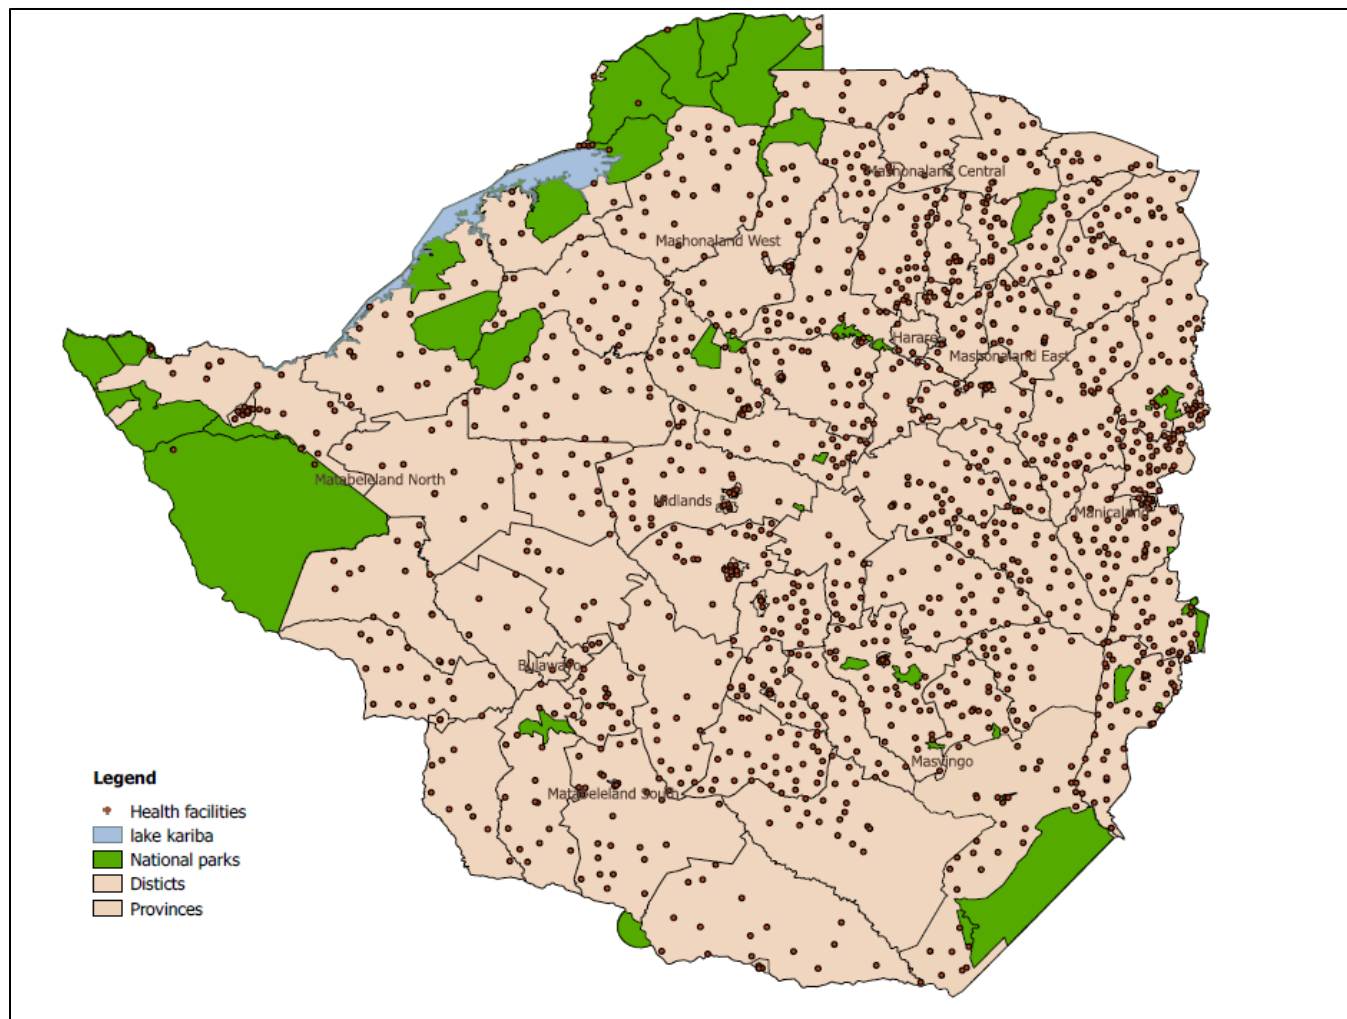 Mashonaland Central
Mashonaland West
Harare
Mashonaland East
Matabeleland North
Midlands
Manicaland
Bulawayo
Masvingo
Matabeleland South
Legend
Health facilities
lake kariba
National parks
Disticts
Provinces